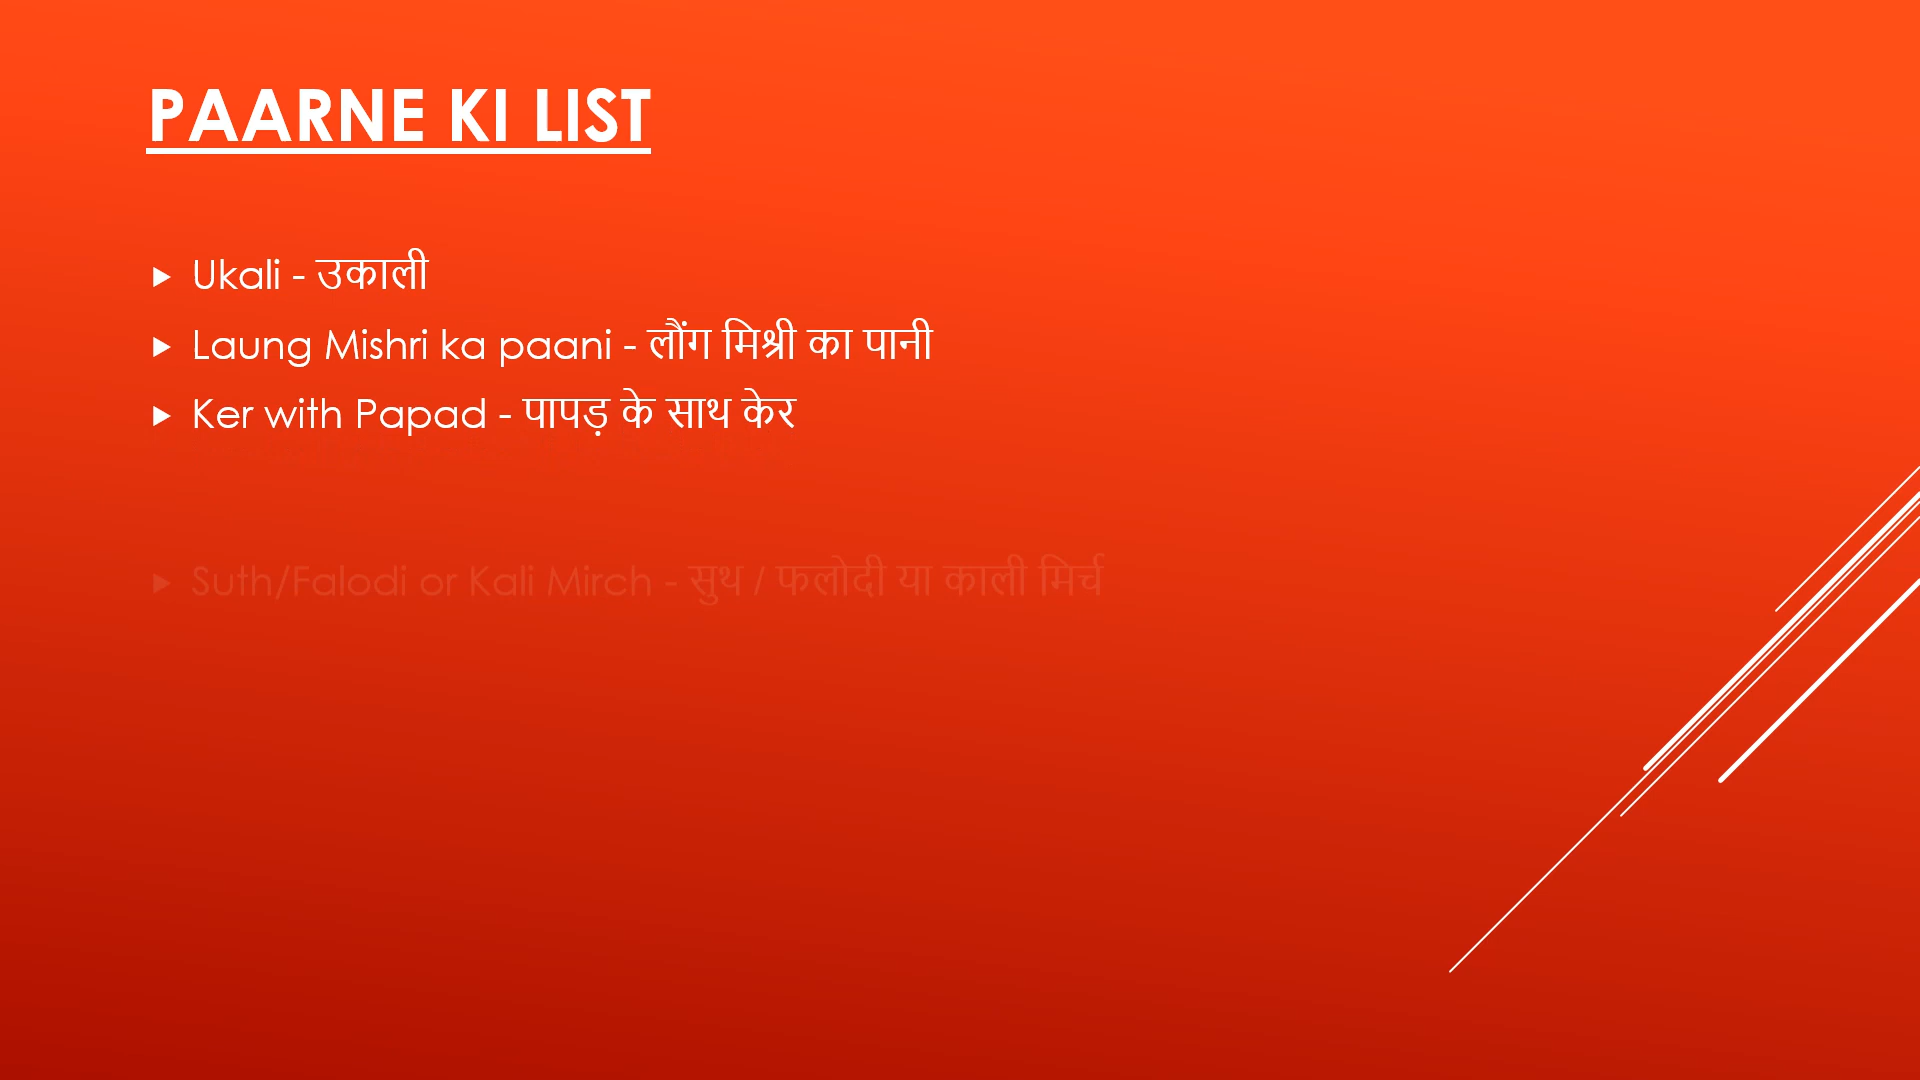 PAARNE KI LIST
Ukali - उकाली
Laung Mishri ka paani - लौंग मिश्री का पानी
Ker with Papad - पापड़ के साथ केर
Suth/Falodi or Kali Mirch - सुथ / फलोदी या काली मिर्च